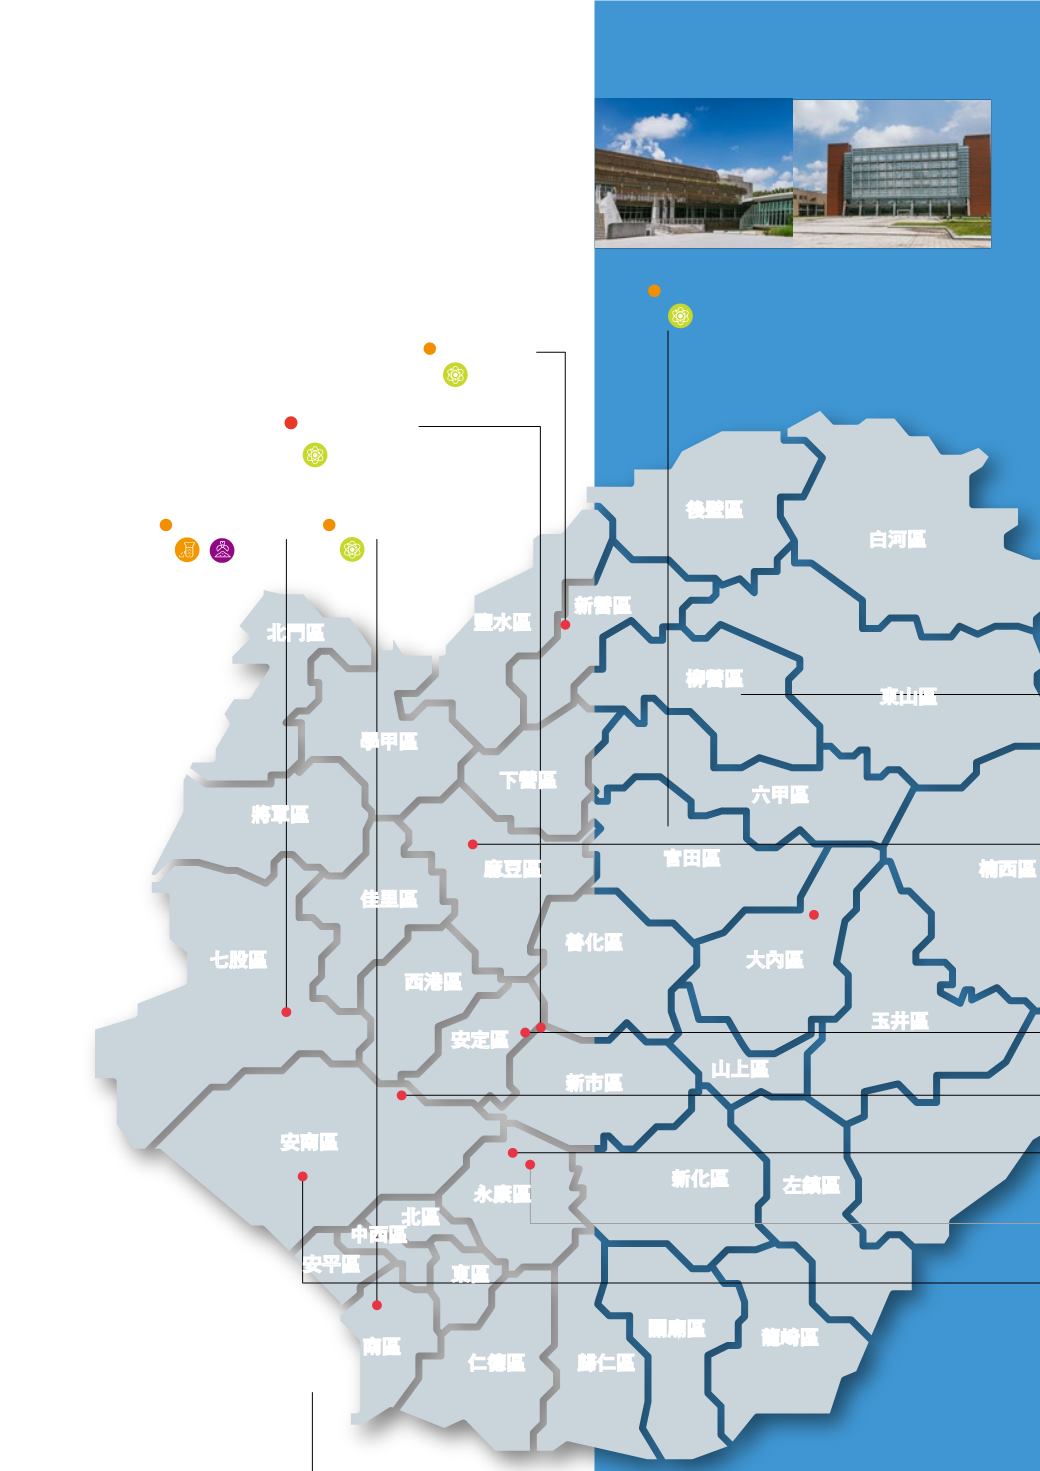 後壁區
白河區
新營區
鹽水區
北門區
柳營區
東山區
學甲區
下營區
六甲區
將軍區
官田區
麻豆區
楠西區
佳里區
善化區
七股區
大內區
西港區
玉井區
安定區
山上區
新市區
安南區
新化區
左鎮區
永康區
北區
中西區
安平區
東區
關廟區
龍崎區
南區
仁德區
歸仁區